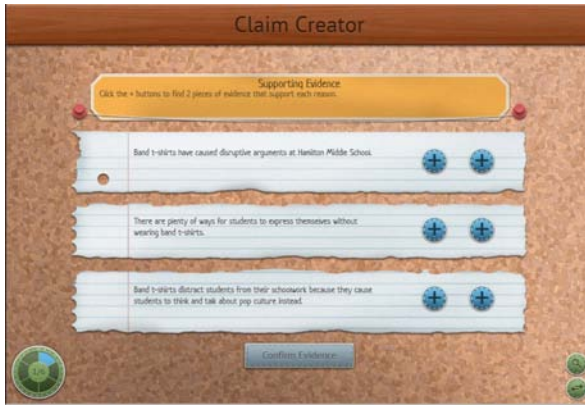 Claim Creator
Supporting Evidence
Click the + buttons to find 2 pieces of evidence that support each reason.
Band t-shirts have caused disruptive arguments at Hamilton Middle School.
There are plenty of ways for students to express themselves without
wearing band t-shirts.
Band t-shirts distract students from their schoolwork because they cause
students to think and talk about pop culture instead.
Confirm Evidence